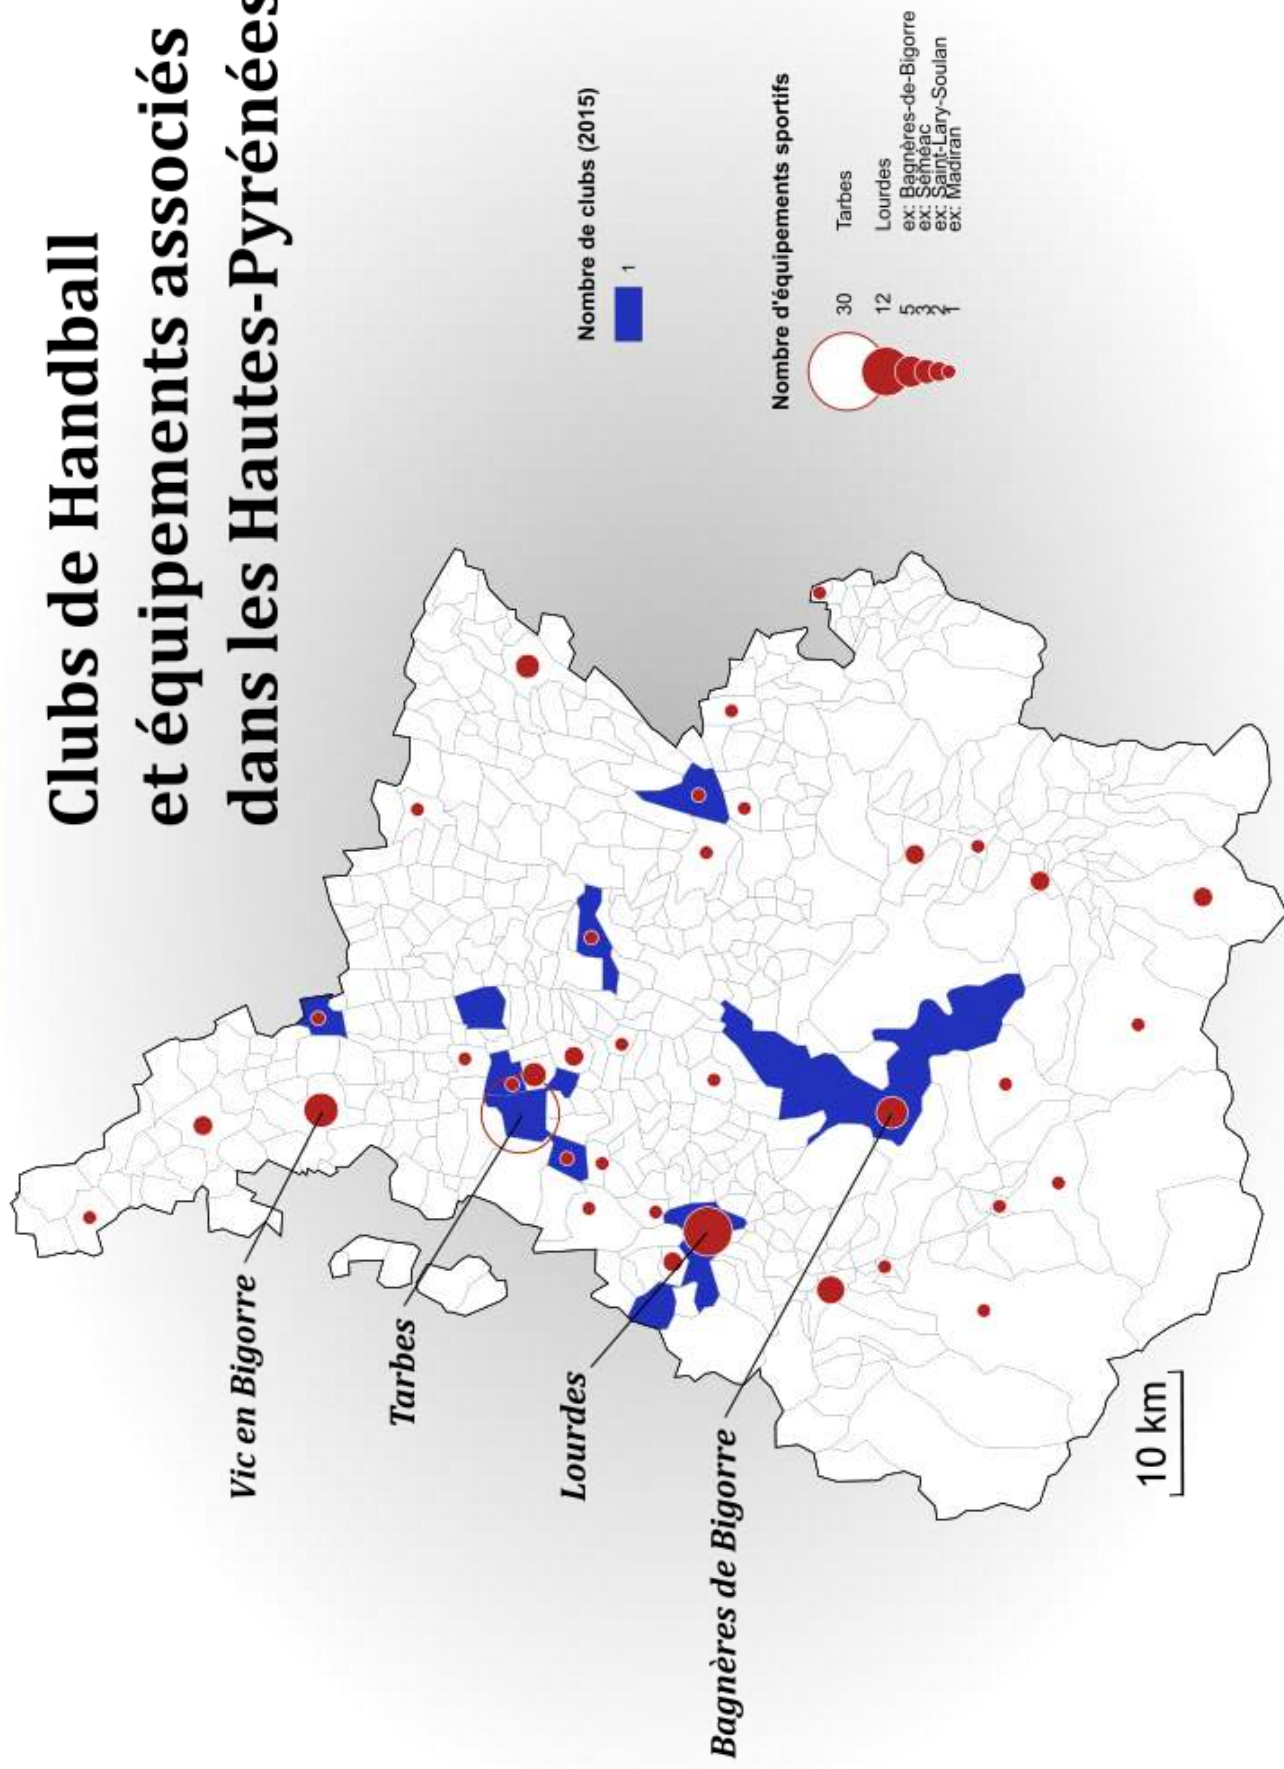 Clubs de Handball
et équipements associés
dans les Hautes-Pyrénées
Nombre de clubs (2015)
1
Nombre d'équipements sportifs
30 Tarbes
12 Lourdes
5 ex: Bagnères-de-Bigorre
3 ex: Séméac
2 ex: Saint-Lary-Soulan
1 ex: Madiran
Vic en Bigorre
Tarbes
Lourdes
Bagnères de Bigorre
10 km